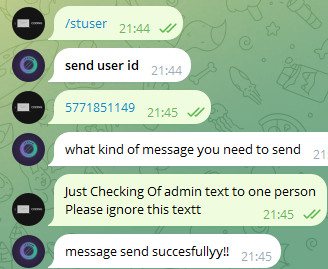 /stuser
21:44
send user id
21:44
5771851149
21:45
what kind of message you need to send
21
Just Checking Of admin text to one person
Please ignore this textt
21:45
message send succesfullyy!!
21:45